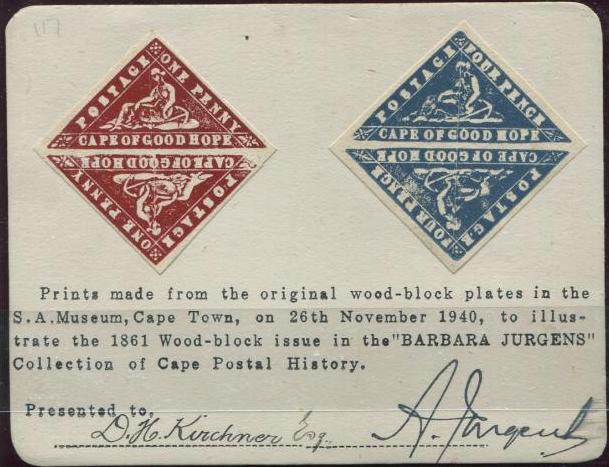 117
POSTAGE ONE PENNY
CAPE OF GOOD HOPE
CAPE OF GOOD HOPE
ONE PENNY POSTAGE
POSTAGE FOUR PENCE
CAPE OF GOOD HOPE
CAPE OF GOOD HOPE
FOUR PENCE POSTAGE
Prints made from the original wood-block plates in the
S.A.Museum,Cape Town, on 26th November 1940, to illus-
trate the 1861 Wood-block issue in the"BARBARA JURGENS"
Collection of Cape Postal History.
Presented to,
D.H. Kirchner Esq.
A. Jurgens